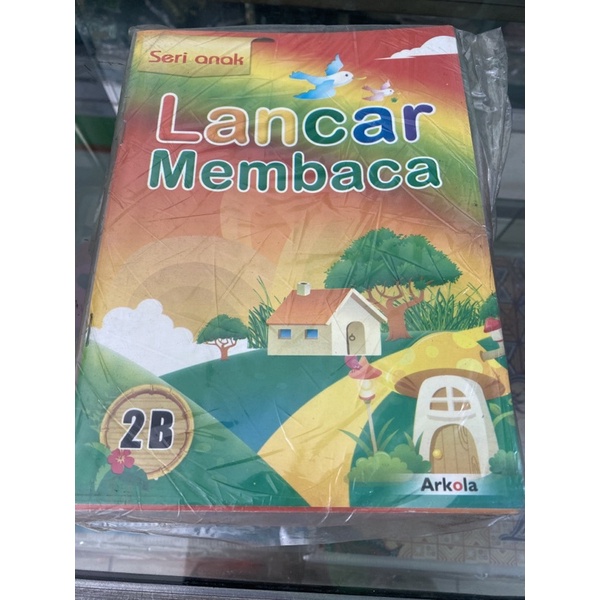 Seri anak
Lancar
Membaca
2B
Arkola